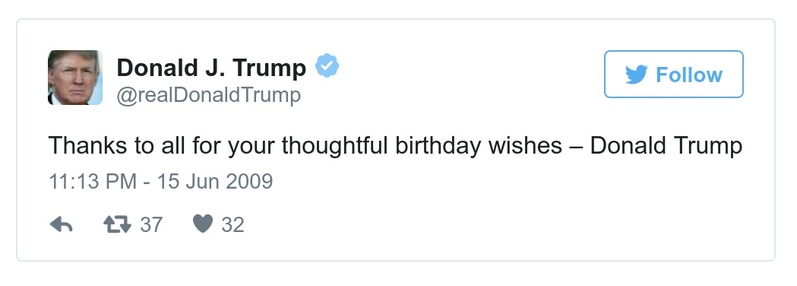 Donald J. Trump
@realDonaldTrump
Follow
Thanks to all for your thoughtful birthday wishes – Donald Trump
11:13 PM - 15 Jun 2009
37 32